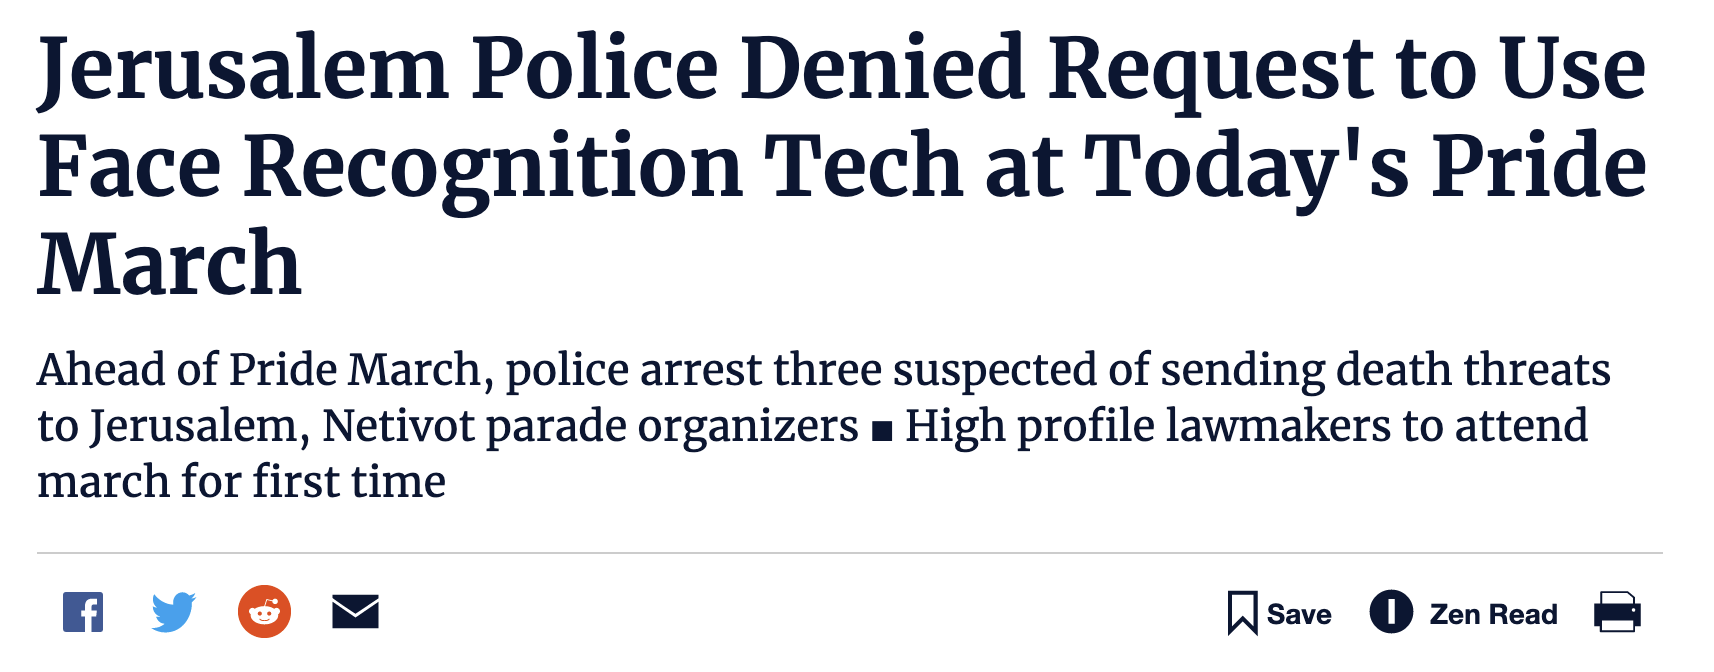 Jerusalem Police Denied Request to Use
Face Recognition Tech at Today's Pride
March
Ahead of Pride March, police arrest three suspected of sending death threats
to Jerusalem, Netivot parade organizers ■ High profile lawmakers to attend
march for first time
Save Zen Read